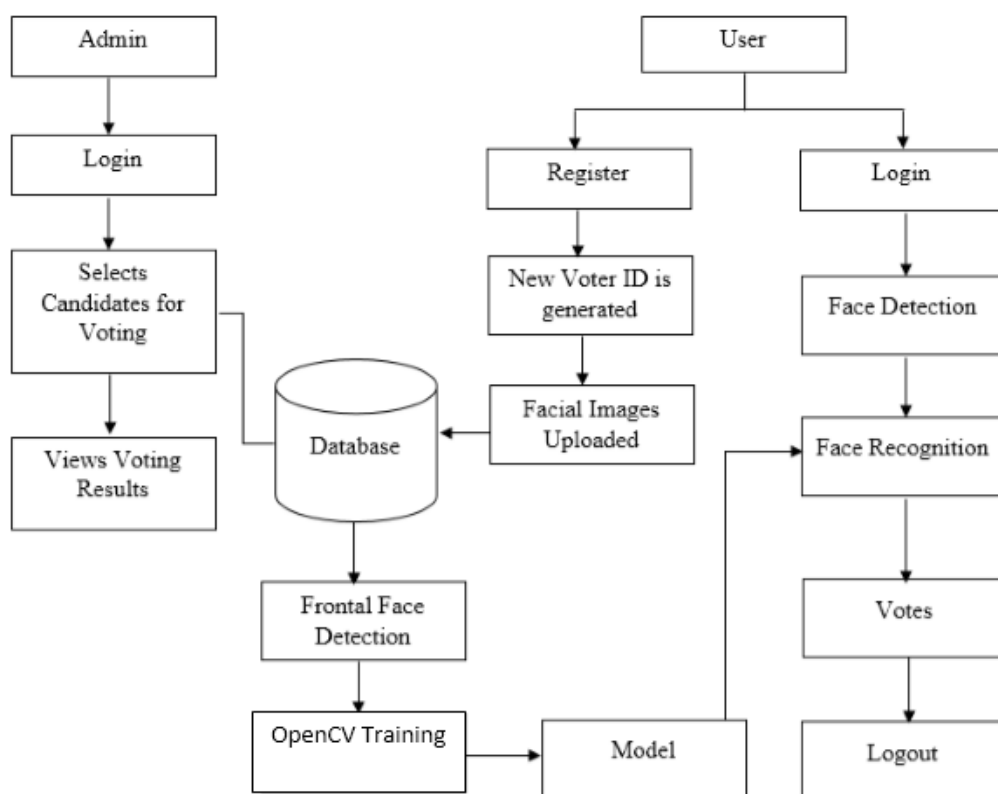 Admin
Login
Selects
Candidates for
Voting
Views Voting
Results
User
Register
New Voter ID is
generated
Facial Images
Uploaded
Database
Frontal Face
Detection
OpenCV Training
Model
Login
Face Detection
Face Recognition
Votes
Logout